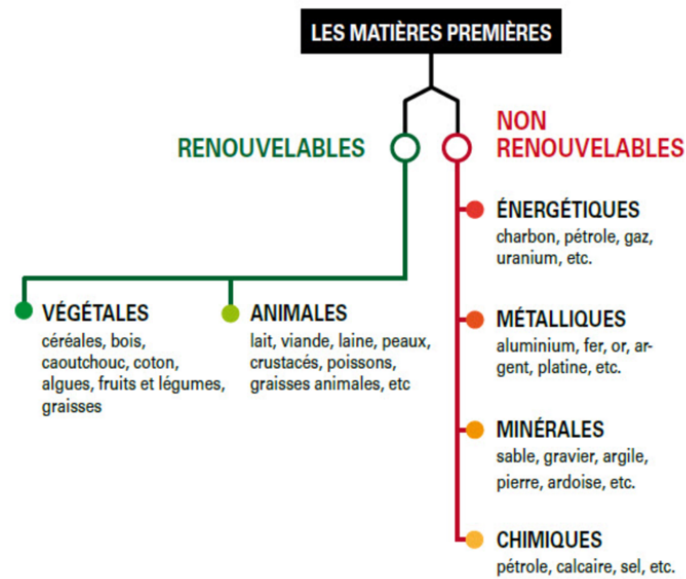 LES MATIÈRES PREMIÈRES
RENOUVELABLES
NON
RENOUVELABLES
VÉGÉTALES
céréales, bois,
caoutchouc, coton,
algues, fruits et légumes,
graisses
ANIMALES
lait, viande, laine, peaux,
crustacés, poissons,
graisses animales, etc
ÉNERGÉTIQUES
charbon, pétrole, gaz,
uranium, etc.
MÉTALLIQUES
aluminium, fer, or, ar-
gent, platine, etc.
MINÉRALES
sable, gravier, argile,
pierre, ardoise, etc.
CHIMIQUES
pétrole, calcaire, sel, etc.